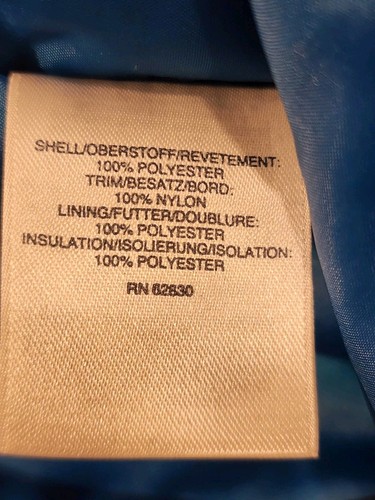 SHELL/OBERSTOFF/REVETEMENT:
100% POLYESTER
TRIM/BESATZ/BORD:
100% NYLON
LINING/FUTTER/DOUBLURE:
100% POLYESTER
INSULATION/ISOLIERUNG/ISOLATION:
100% POLYESTER
RN 62830